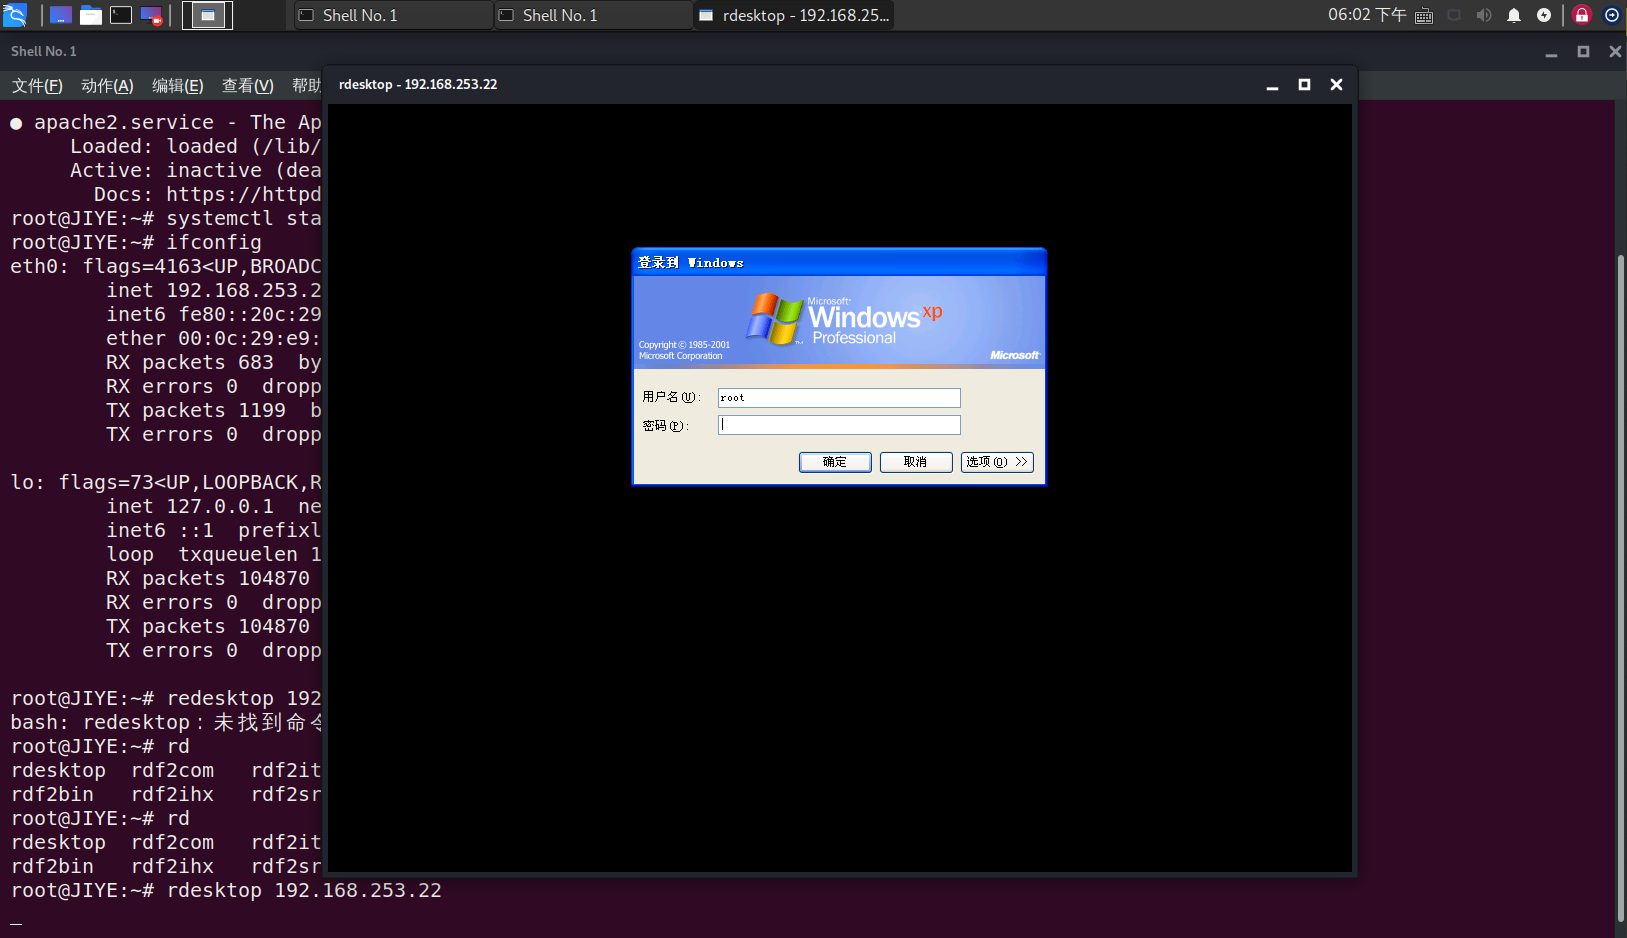 Shell No. 1
Shell No. 1
rdesktop - 192.168.25...
06:02 下午
Shell No. 1
文件(F) 动作(A) 编辑(E) 查看(V) 帮助
● apache2.service - The Ap
Loaded: loaded (/lib/
Active: inactive (dea
Docs: https://httpd
root@JIYE:~# systemctl sta
root@JIYE:~# ifconfig
eth0: flags=4163<UP,BROADC
inet 192.168.253.2
inet6 fe80::20c:29
ether 00:0c:29:e9:
RX packets 683 by
RX errors 0 dropp
TX packets 1199 b
TX errors 0 dropp
lo: flags=73<UP,LOOPBACK,R
inet 127.0.0.1 ne
inet6 ::1 prefixl
loop txqueuelen 1
RX packets 104870
RX errors 0 dropp
TX packets 104870
TX errors 0 dropp
root@JIYE:~# redesktop 192
bash: redesktop：未找到命令
root@JIYE:~# rd
rdesktop rdf2com rdf2it
rdf2bin rdf2ihx rdf2sr
root@JIYE:~# rd
rdesktop rdf2com rdf2it
rdf2bin rdf2ihx rdf2sr
root@JIYE:~# rdesktop 192.168.253.22
rdesktop - 192.168.253.22
登录到 Windows
Microsoft
Windows xp
Professional
Copyright © 1985-2001
Microsoft Corporation
Microsoft
用户名(U): root
密码(P):
确定 取消 选项(O) >>